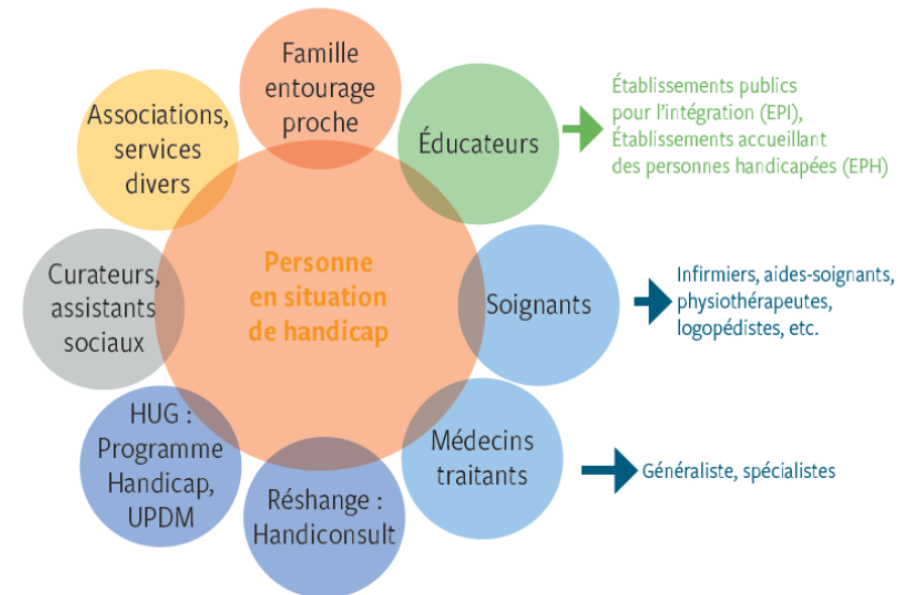 Famille
entourage
proche
Éducateurs
Établissements publics
pour l'intégration (EPI),
Établissements accueillant
des personnes handicapées (EPH)
Soignants
Infirmiers, aides-soignants,
physiothérapeutes,
logopédistes, etc.
Médecins
traitants
Généraliste, spécialistes
Réshange :
Handiconsult
HUG :
Programme
Handicap,
UPDM
Curateurs,
assistants
sociaux
Associations,
services
divers
Personne
en situation
de handicap